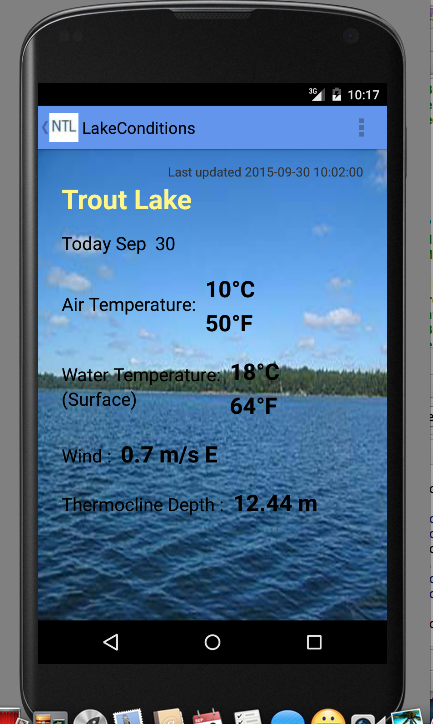 3G 10:17
NTL LakeConditions
Last updated 2015-09-30 10:02:00
Trout Lake
Today Sep 30
Air Temperature: 10°C
50°F
Water Temperature: 18°C
(Surface) 64°F
Wind : 0.7 m/s E
Thermocline Depth : 12.44 m